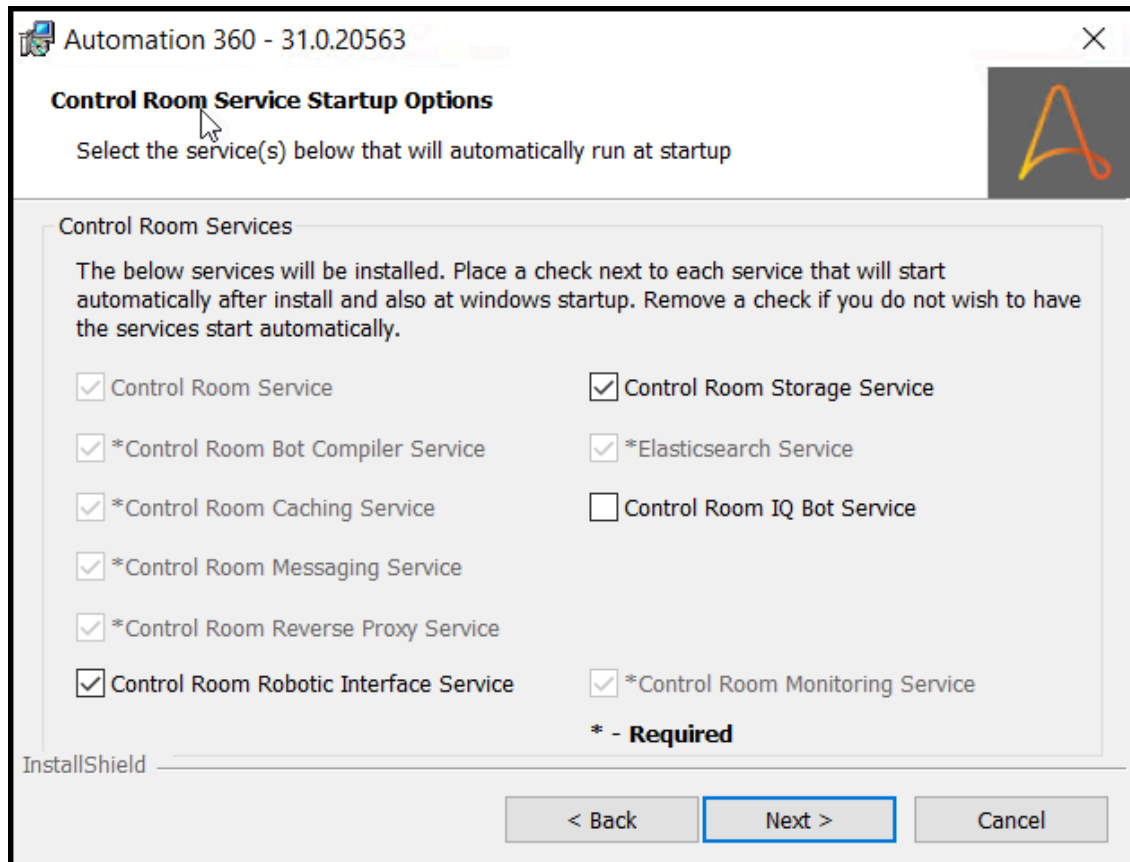 Automation 360 - 31.0.20563
Control Room Service Startup Options
Select the service(s) below that will automatically run at startup
Control Room Services
The below services will be installed. Place a check next to each service that will start
automatically after install and also at windows startup. Remove a check if you do not wish to have
the services start automatically.
Control Room Service
Control Room Storage Service
*Control Room Bot Compiler Service
*Elasticsearch Service
*Control Room Caching Service
Control Room IQ Bot Service
*Control Room Messaging Service
*Control Room Reverse Proxy Service
Control Room Robotic Interface Service
*Control Room Monitoring Service
* - Required
InstallShield
< Back
Next >
Cancel